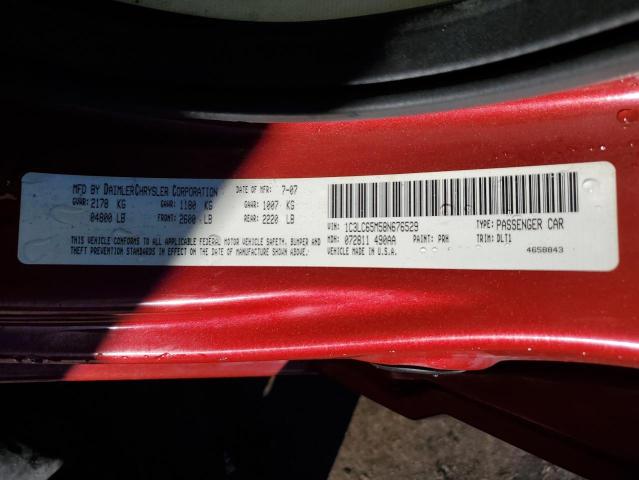 MFD BY DAIMLERCHRYSLER CORPORATION DATE OF MFR: 7-07
GVWR: 2178 KG GAWR: 1180 KG GAWR: 1007 KG
04800 LB FRONT: 2600 LB REAR: 2220 LB
THIS VEHICLE CONFORMS TO ALL APPLICABLE FEDERAL MOTOR VEHICLE SAFETY, BUMPER AND
THEFT PREVENTION STANDARDS IN EFFECT ON THE DATE OF MANUFACTURE SHOWN ABOVE.
VIN: 1C3LC65M58N676529 TYPE: PASSENGER CAR
MDH: 072811 490AA PAINT: PRH TRIM: DLT1
MADE IN U.S.A. 4658843